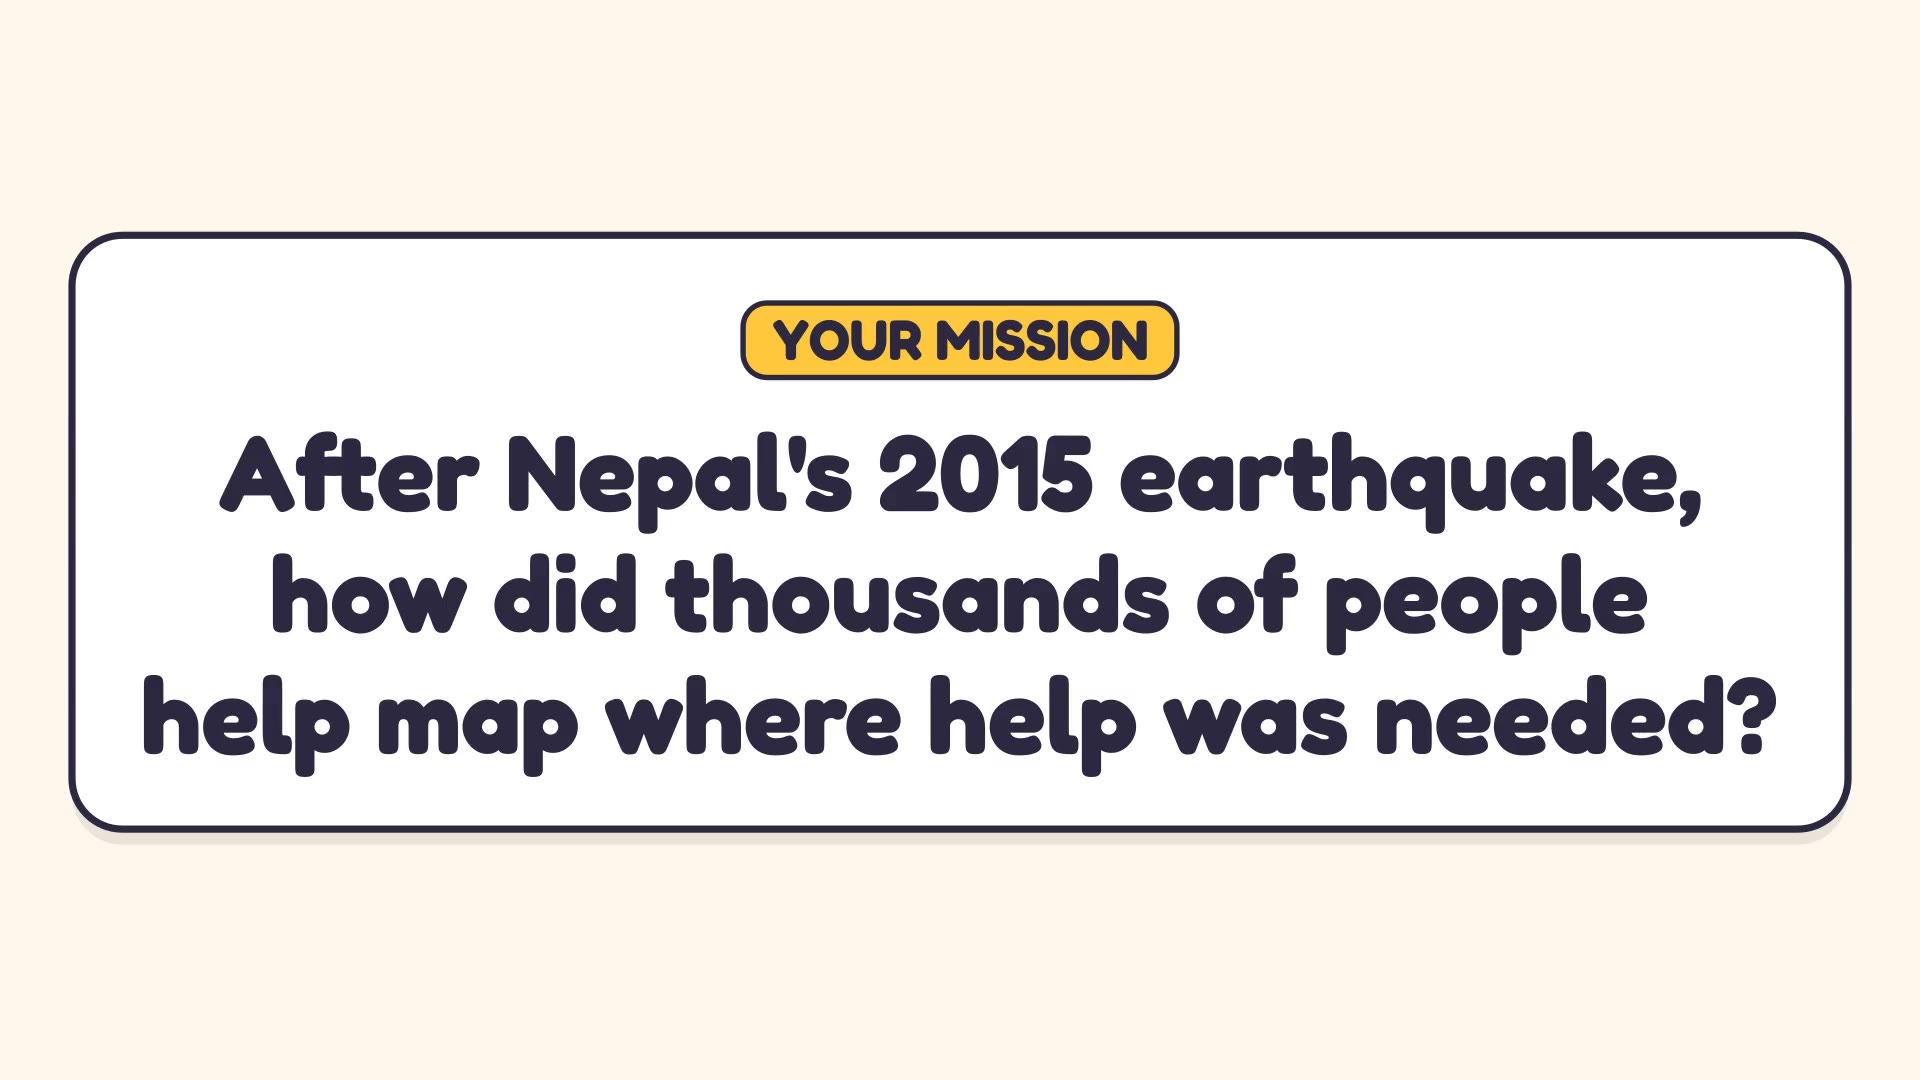 YOUR MISSION
After Nepal's 2015 earthquake,
how did thousands of people
help map where help was needed?